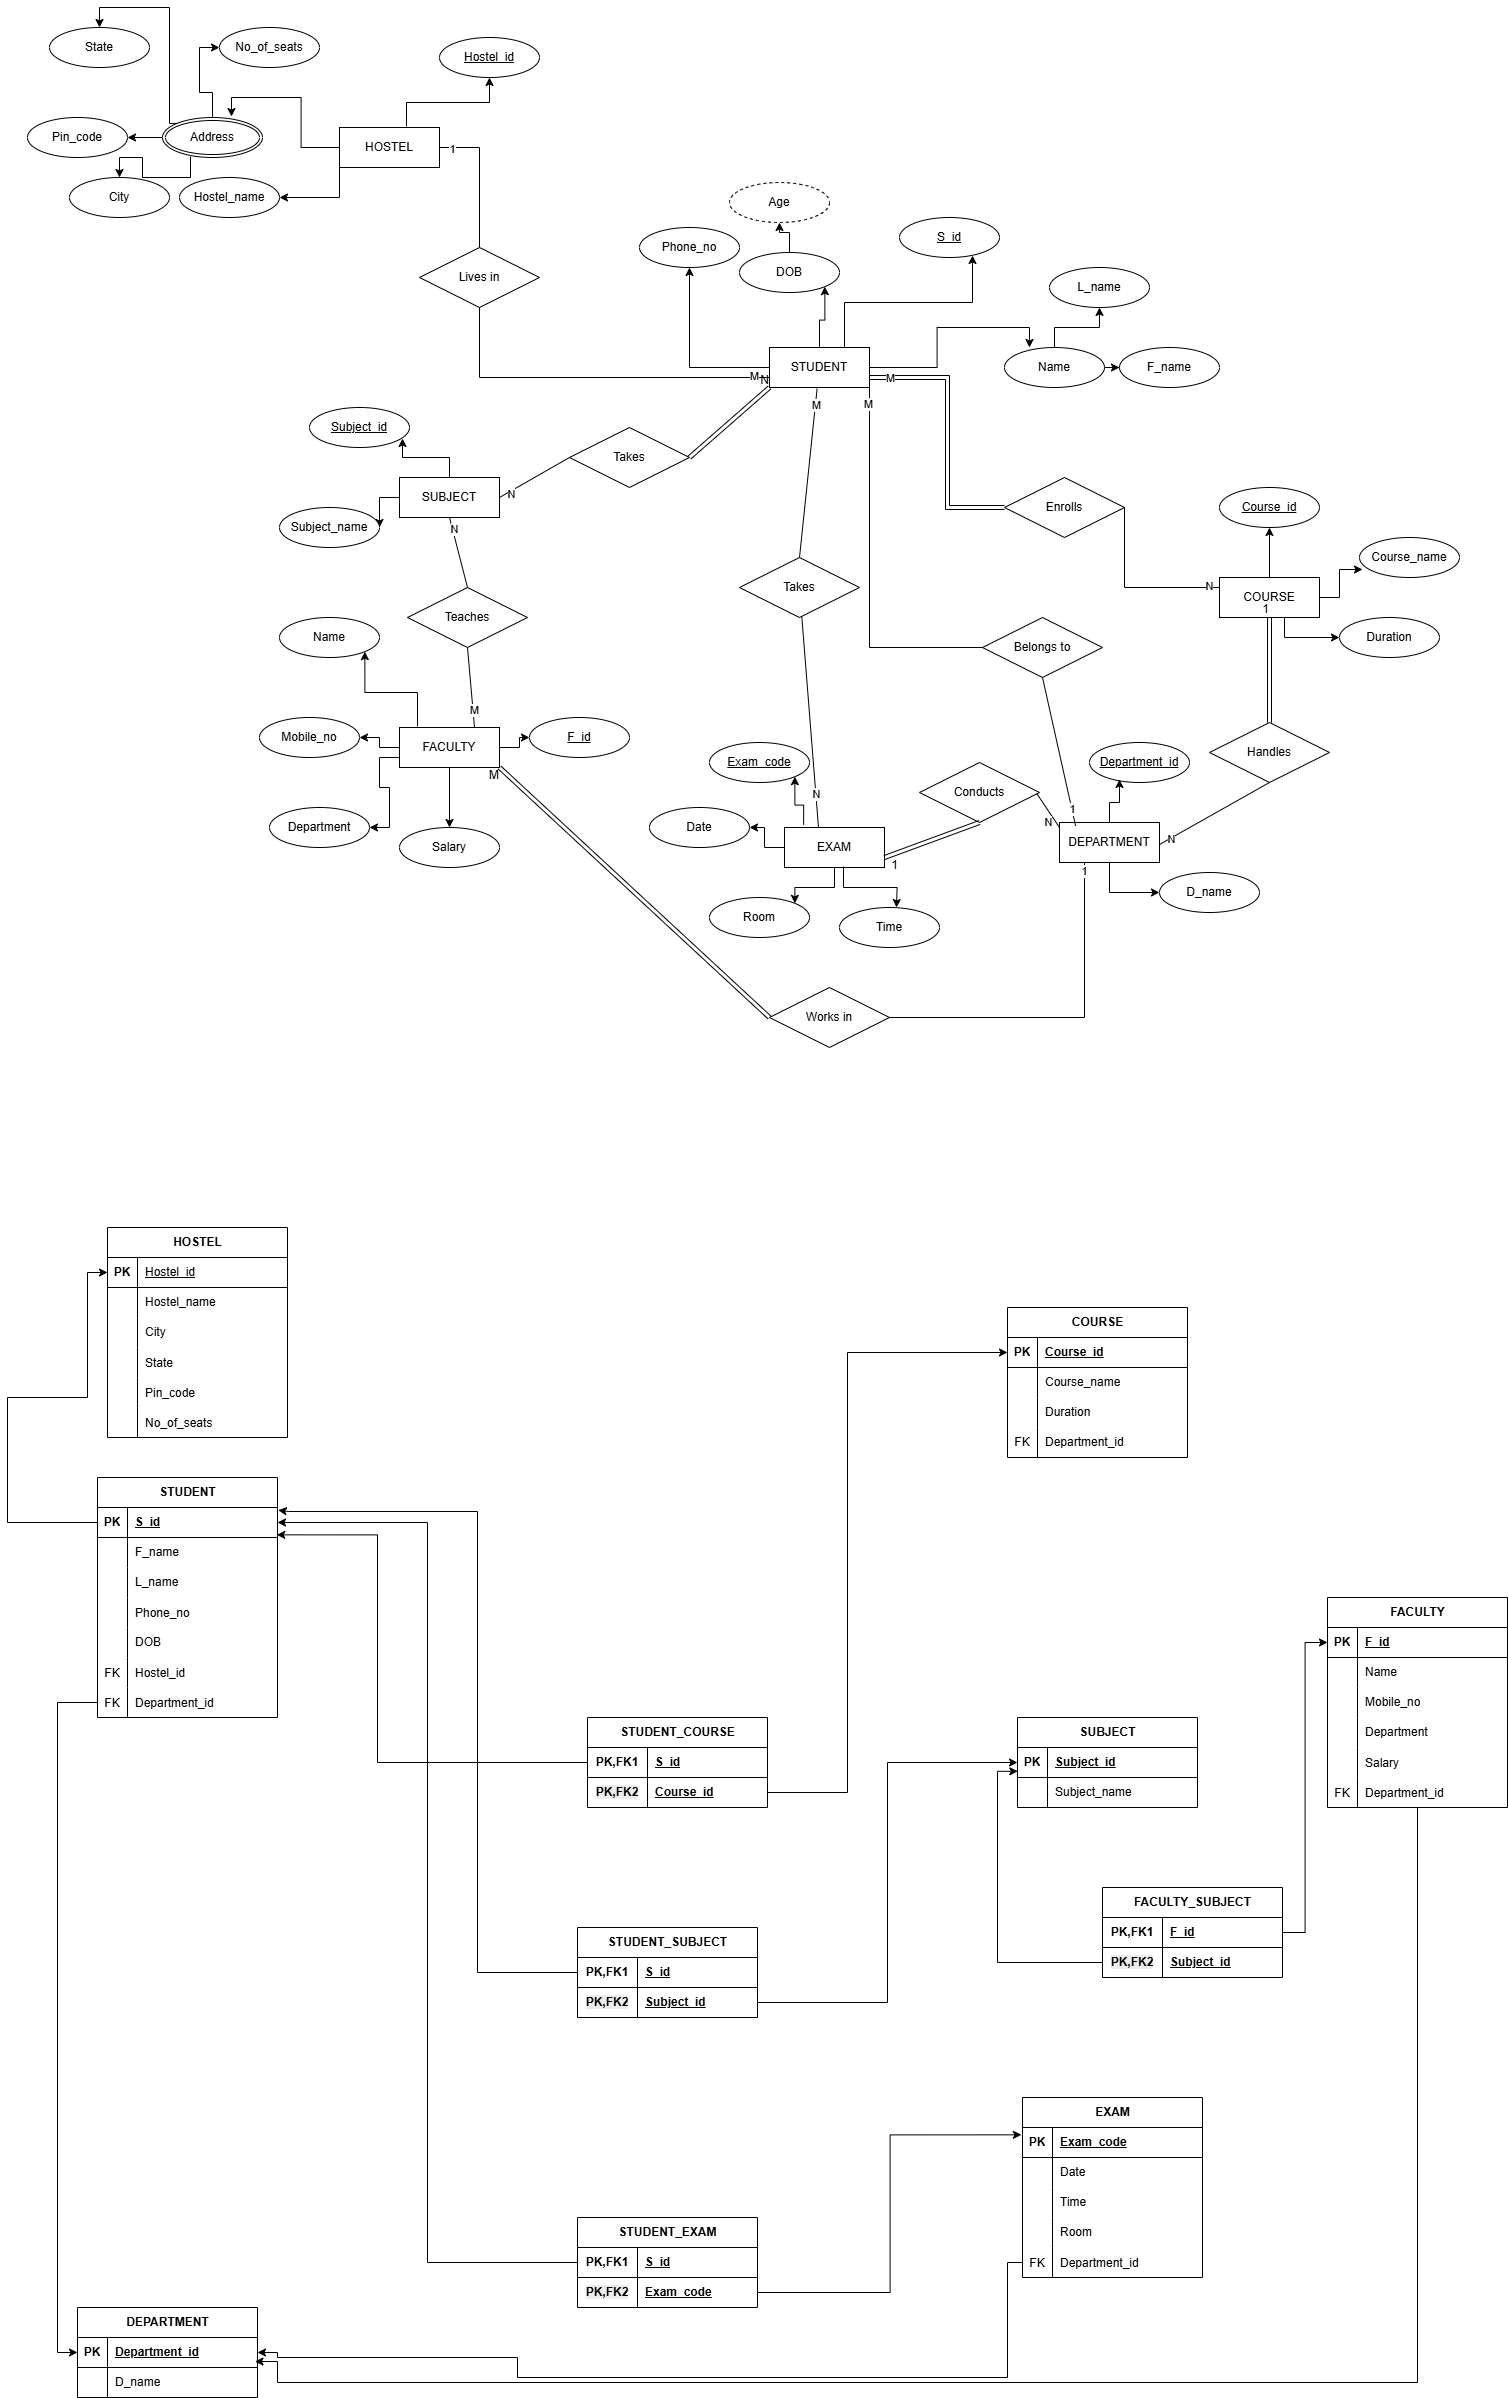 State
No_of_seats
Hostel_id
Pin_code
Address
HOSTEL
1
City
Hostel_name
Age
Phone_no
DOB
S_id
L_name
Lives in
STUDENT
Name
F_name
M
N
M
M
M
Subject_id
Takes
SUBJECT
N
Subject_name
N
Enrolls
Course_id
Course_name
N
COURSE
1
Takes
Teaches
Name
Duration
Belongs to
M
Mobile_no
FACULTY
F_id
M
Handles
Exam_code
Department_id
Conducts
N
1
N
Department
Date
EXAM
DEPARTMENT
N
Salary
1
1
D_name
Room
Time
Works in
HOSTEL
PK Hostel_id
Hostel_name
City
State
Pin_code
No_of_seats
COURSE
PK Course_id
Course_name
Duration
FK Department_id
STUDENT
PK S_id
F_name
L_name
Phone_no
DOB
FK Hostel_id
FK Department_id
FACULTY
PK F_id
Name
Mobile_no
Department
Salary
FK Department_id
STUDENT_COURSE
PK,FK1 S_id
PK,FK2 Course_id
SUBJECT
PK Subject_id
Subject_name
FACULTY_SUBJECT
PK,FK1 F_id
PK,FK2 Subject_id
STUDENT_SUBJECT
PK,FK1 S_id
PK,FK2 Subject_id
EXAM
PK Exam_code
Date
Time
Room
FK Department_id
STUDENT_EXAM
PK,FK1 S_id
PK,FK2 Exam_code
DEPARTMENT
PK Department_id
D_name